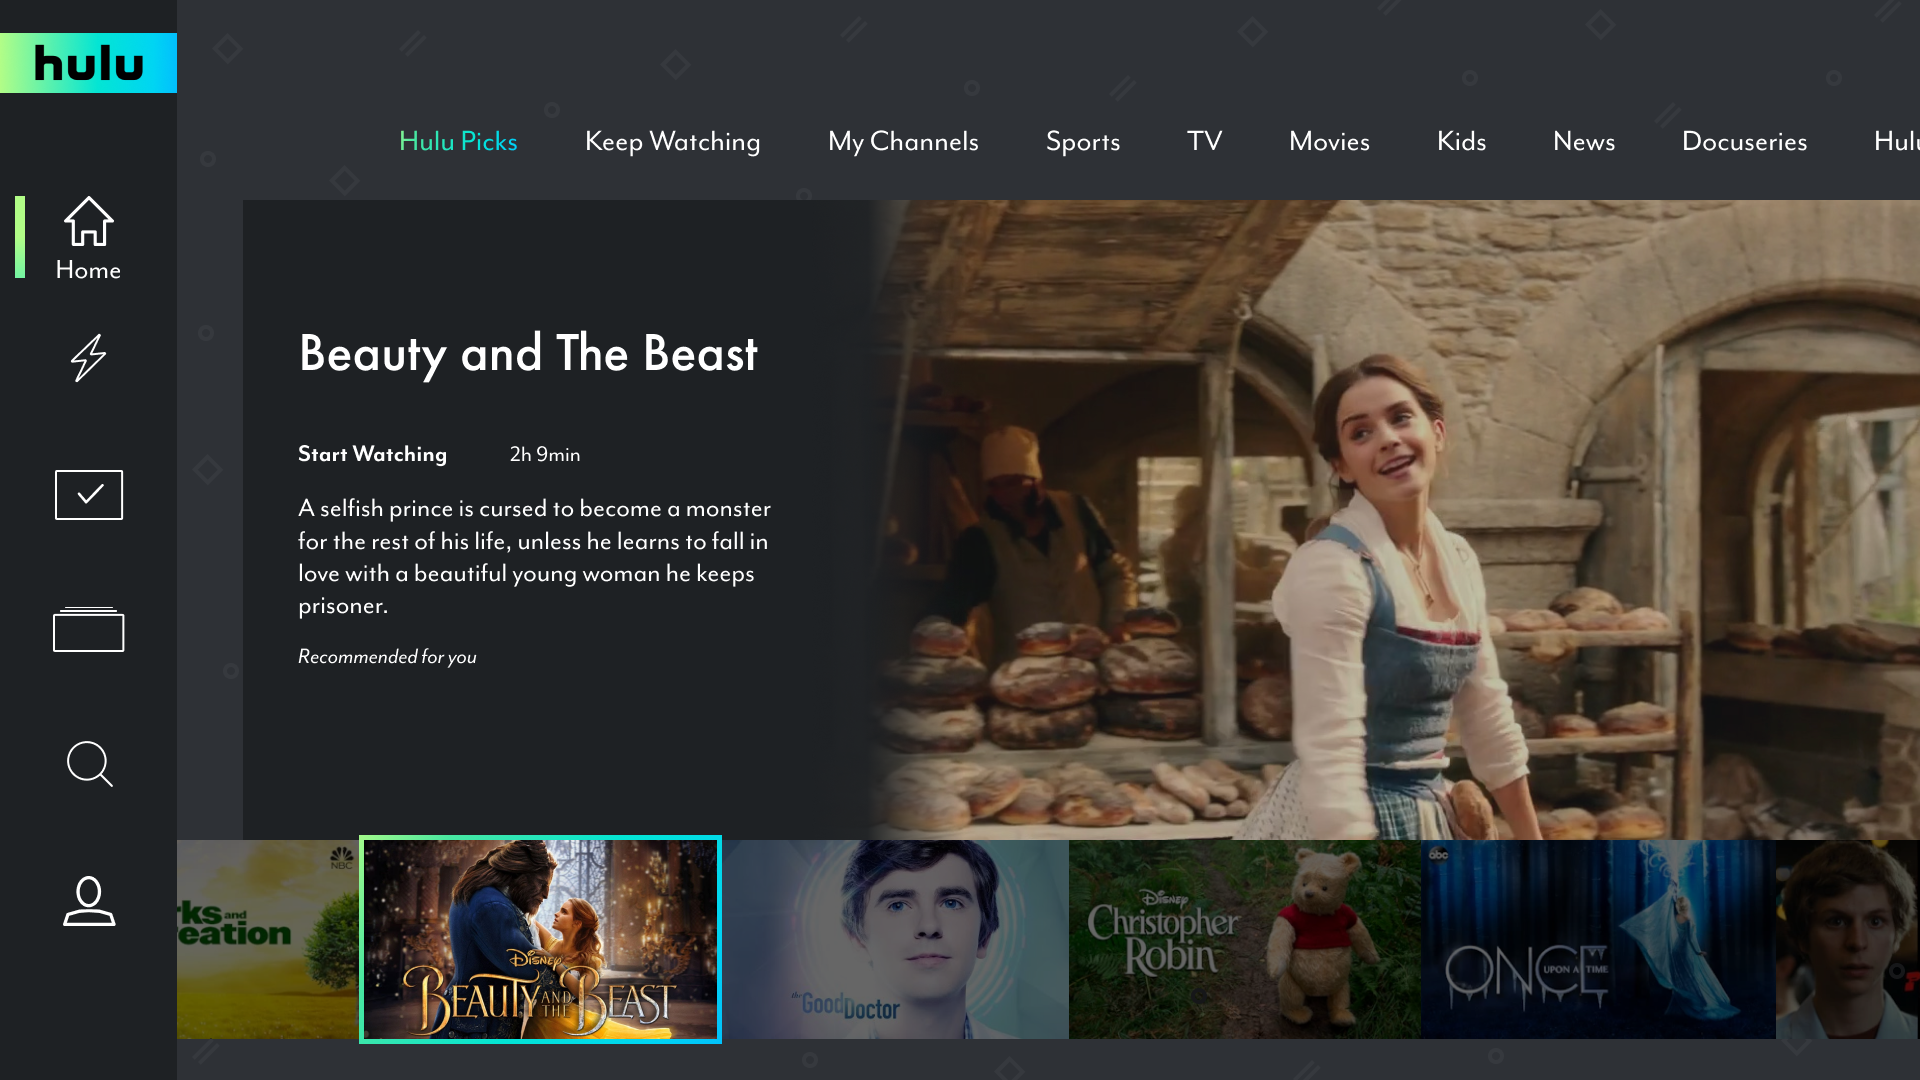 hulu
Hulu Picks
Keep Watching
My Channels
Sports
TV
Movies
Kids
News
Docuseries
Hulu
Home
Beauty and The Beast
Start Watching
2h 9min
A selfish prince is cursed to become a monster
for the rest of his life, unless he learns to fall in
love with a beautiful young woman he keeps
prisoner.
Recommended for you
NBC
rks and
reation
Disney
BEAUTY AND THE BEAST
the Good Doctor
Disney
Christopher
Robin
abc
ONCE
UPON A TIME